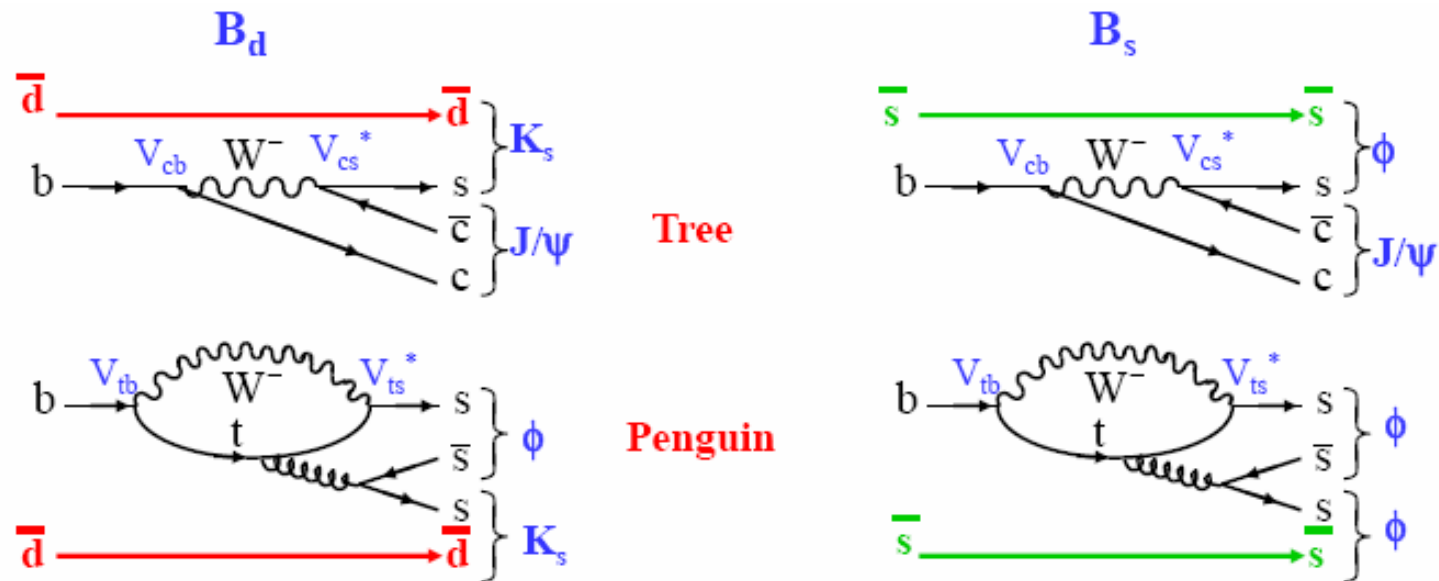 B_d B_s
d̅ d̅ K_s
V_cb W⁻ V_cs*
b s
c̅ J/ψ
c
s̅ s̅ ϕ
V_cb W⁻ V_cs*
b s
c̅ J/ψ
c
Tree
V_tb W⁻ V_ts*
b s
t s̅ ϕ
s
d̅ d̅ K_s
Penguin
V_tb W⁻ V_ts*
b s
t s̅ ϕ
s
s̅ s̅ ϕ